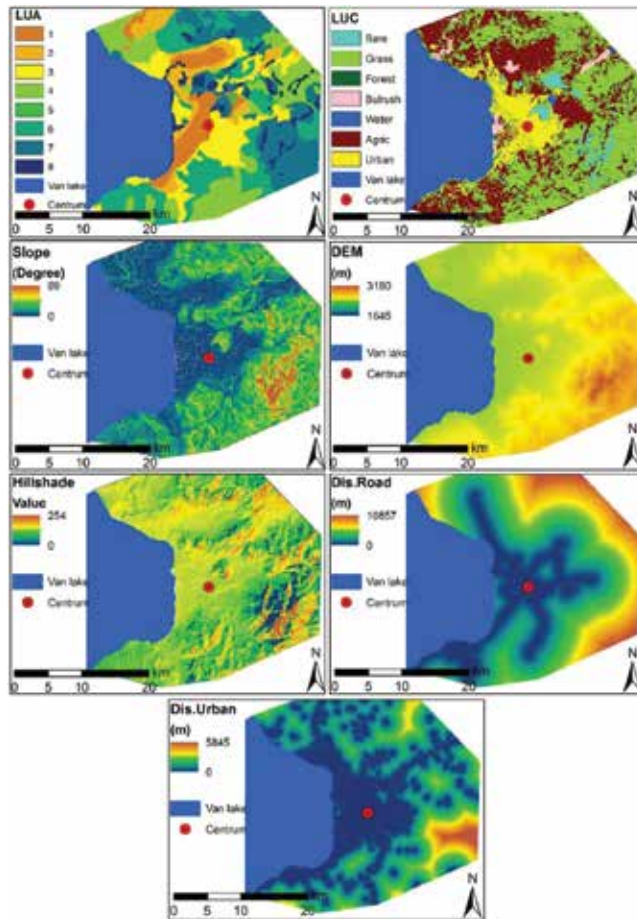 LUA
1
2
3
4
5
6
7
8
Van lake
Centrum
0 5 10 20 km
N
LUC
Bare
Grass
Forest
Bulrush
Water
Agric
Urban
Van lake
Centrum
0 5 10 20 km
N
Slope
(Degree)
89
0
Van lake
Centrum
0 5 10 20 km
N
DEM
(m)
3180
1645
Van lake
Centrum
0 5 10 20 km
N
Hillshade
Value
254
0
Van lake
Centrum
0 5 10 20 km
N
Dis.Road
(m)
10857
0
Van lake
Centrum
0 5 10 20 km
N
Dis.Urban
(m)
5845
0
Van lake
Centrum
0 5 10 20 km
N